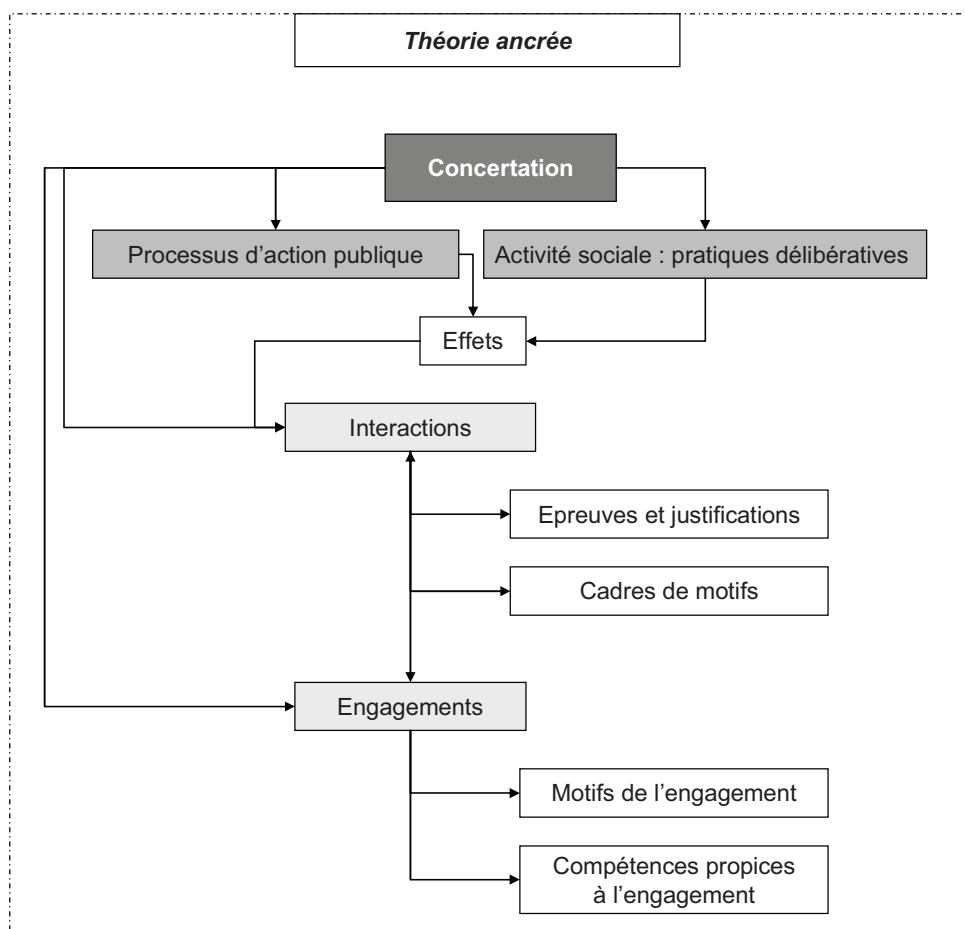 Théorie ancrée
Concertation
Processus d’action publique
Activité sociale : pratiques délibératives
Effets
Interactions
Epreuves et justifications
Cadres de motifs
Engagements
Motifs de l’engagement
Compétences propices
à l’engagement